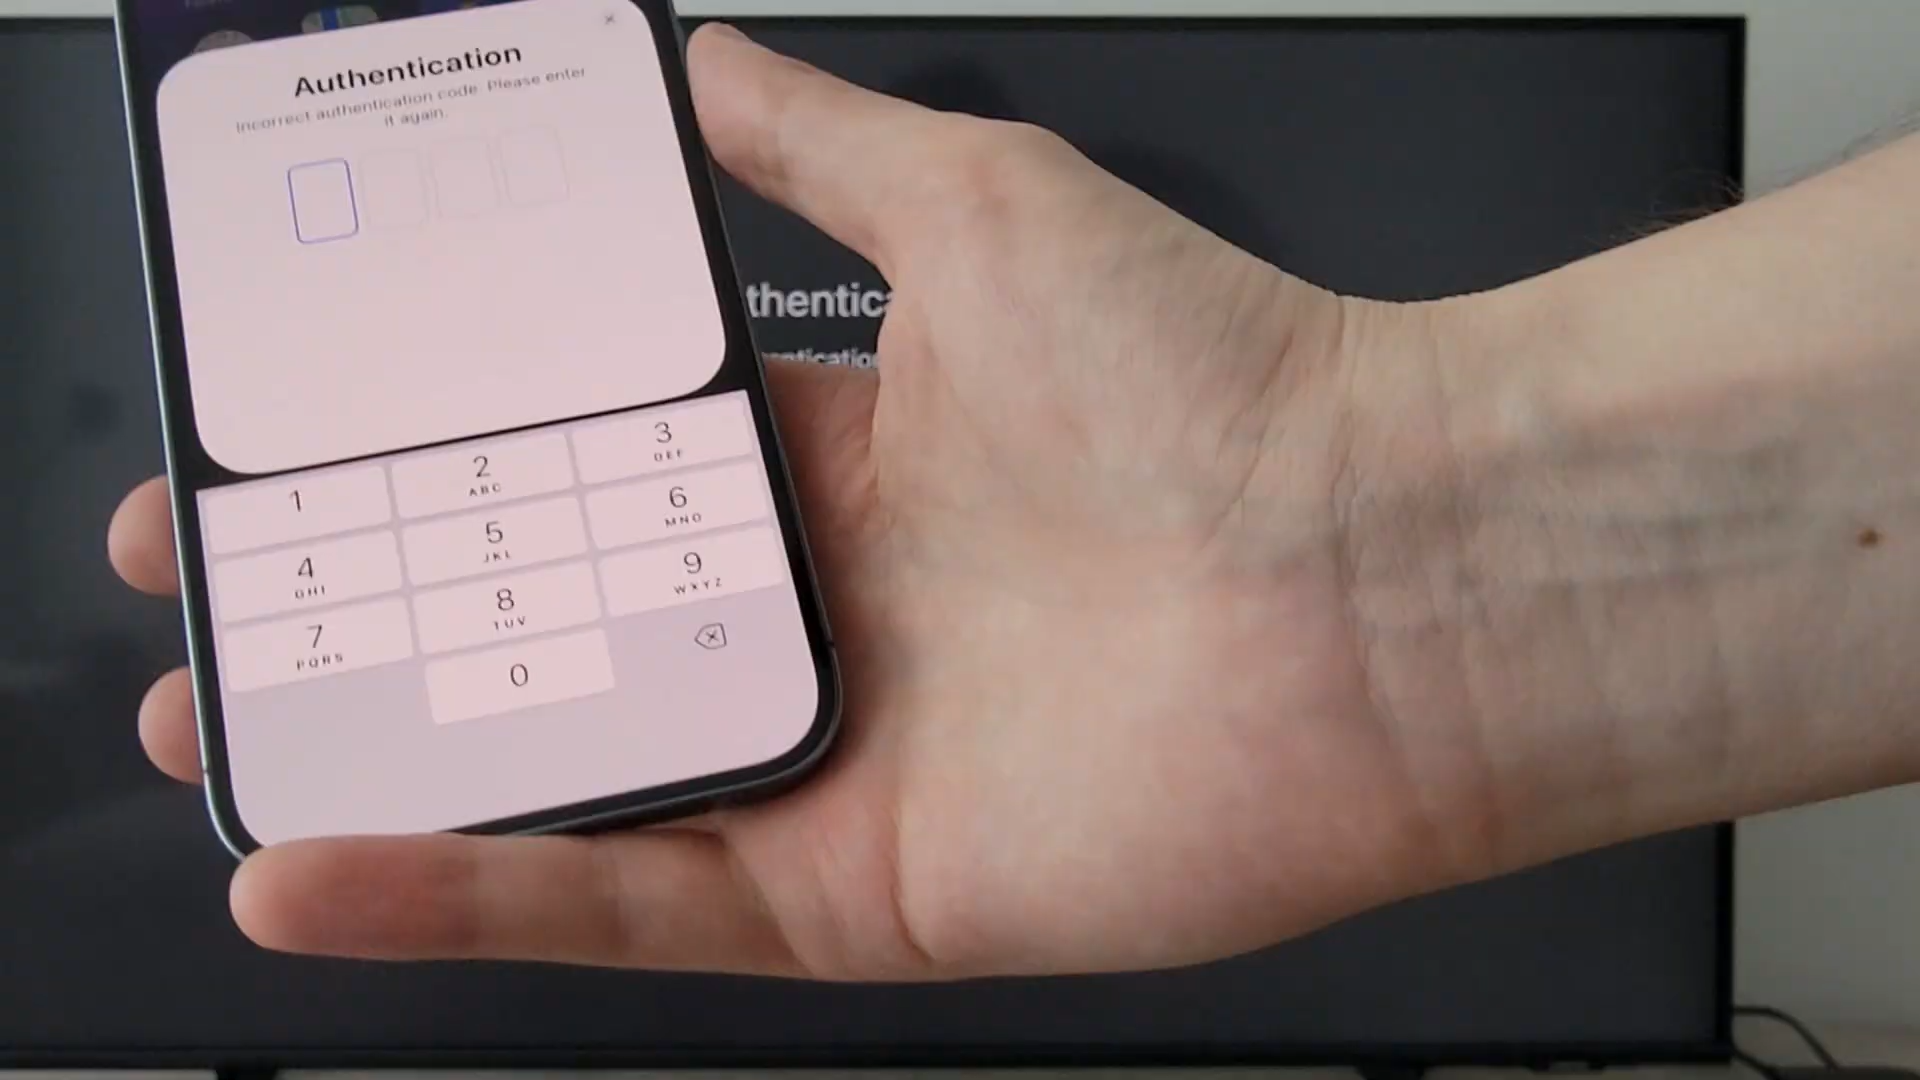 Authentication
Incorrect authentication code. Please enter
it again.
thentica
entication
1
2
ABC
3
DEF
4
GHI
5
JKL
6
MNO
7
PQRS
8
TUV
9
WXYZ
0